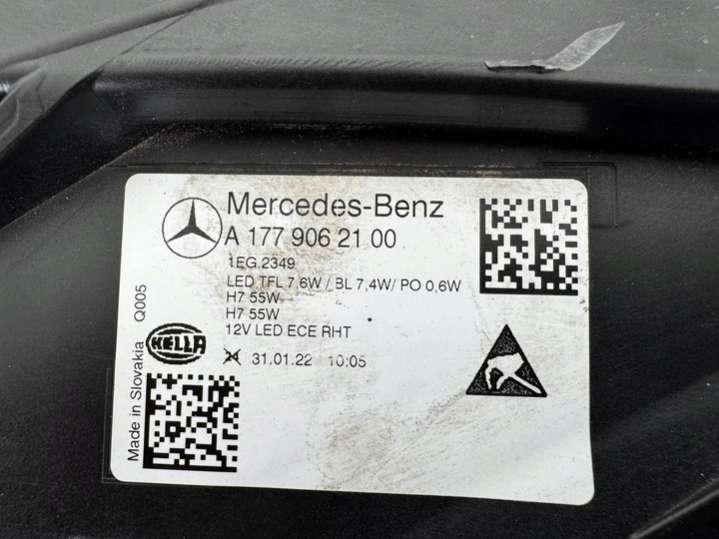 Mercedes-Benz
A 177 906 21 00
1EG.2349
LED TFL 7,6W / BL 7,4W/ PO 0,6W
H7 55W
H7 55W
12V LED ECE RHT
31.01.22 10:05
HELLA
Made in Slovakia Q005